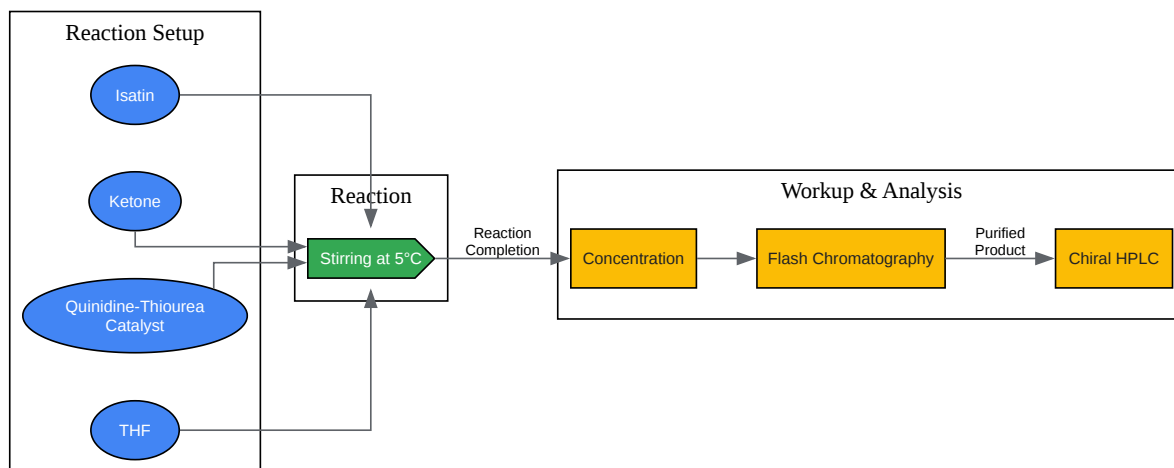 Reaction Setup
Isatin
Ketone
Quinidine-Thiourea
Catalyst
THF
Reaction
Stirring at 5°C
Reaction
Completion
Workup & Analysis
Concentration
Flash Chromatography
Purified
Product
Chiral HPLC